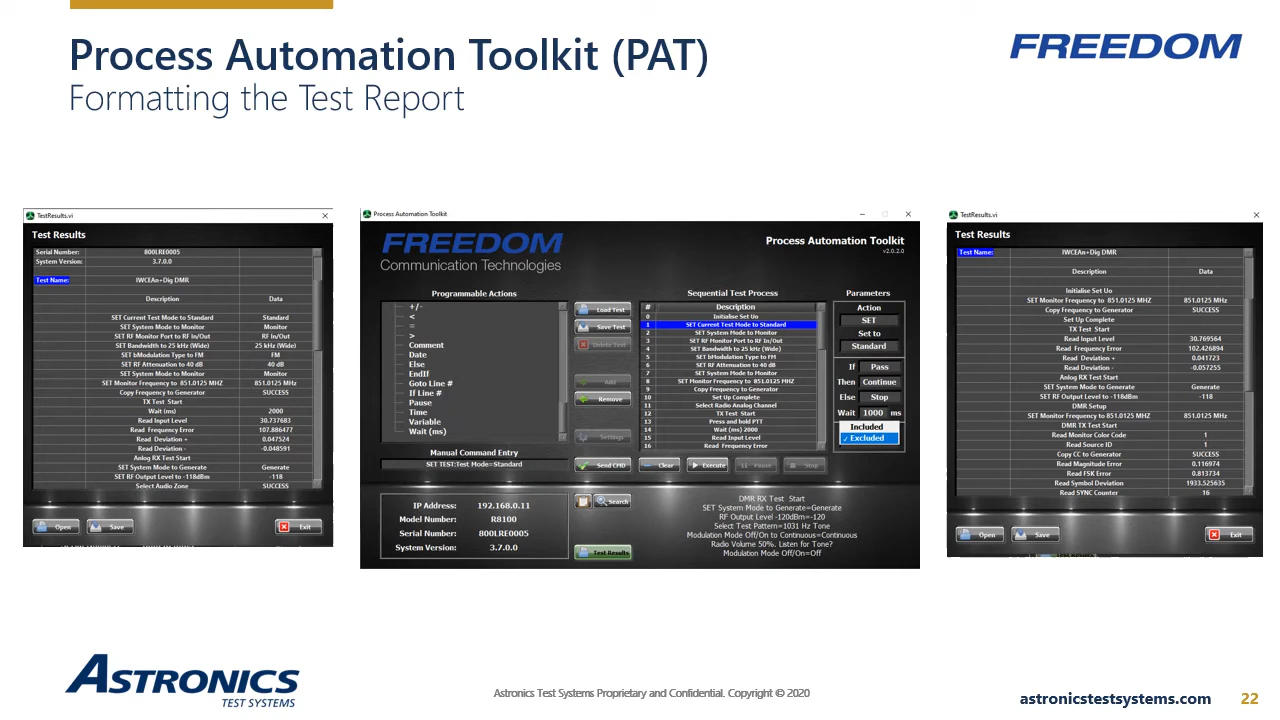 Process Automation Toolkit (PAT)
Formatting the Test Report
FREEDOM
TestResults.vi
Test Results
Serial Number: 800LRE0005
System Version: 3.7.0.0
Test Name: IWCEAn+Dig DMR
Description Data
SET Current Test Mode to Standard Standard
SET System Mode to Monitor Monitor
SET RF Monitor Port to RF In/Out RF In/Out
SET Bandwidth to 25 kHz (Wide) 25 kHz (Wide)
SET bModulation Type to FM FM
SET RF Attenuation to 40 dB 40 dB
SET System Mode to Monitor Monitor
SET Monitor Frequency to 851.0125 MHZ 851.0125 MHz
Copy Frequency to Generator SUCCESS
TX Test Start
Wait (ms) 2000
Read Input Level 30.737683
Read Frequency Error 107.886477
Read Deviation + 0.047524
Read Deviation - -0.048591
Anlog RX Test Start
SET System Mode to Generate Generate
SET RF Output Level to -118dBm -118
Select Audio Zone SUCCESS
Open Save Exit
Process Automation Toolkit
FREEDOM
Communication Technologies
Process Automation Toolkit
v2.0.2.0
Programmable Actions
+/-
<
=
>
Comment
Date
Else
EndIf
Goto Line #
If Line #
Pause
Time
Variable
Wait (ms)
Manual Command Entry
SET TEST:Test Mode=Standard
Load Test
Save Test
Delete Test
Add
Remove
Settings
Send CMD
Sequential Test Process
# Description
0 Initialise Set Uo
1 SET Current Test Mode to Standard
2 SET System Mode to Monitor
3 SET RF Monitor Port to RF In/Out
4 SET Bandwidth to 25 kHz (Wide)
5 SET bModulation Type to FM
6 SET RF Attenuation to 40 dB
7 SET System Mode to Monitor
8 SET Monitor Frequency to 851.0125 MHZ
9 Copy Frequency to Generator
10 Set Up Complete
11 Select Radio Analog Channel
12 TX Test Start
13 Press and hold PTT
14 Wait (ms) 2000
15 Read Input Level
16 Read Frequency Error
Clear Execute Pause Stop
Parameters
Action
SET
Set to
Standard
If Pass
Then Continue
Else Stop
Wait 1000 ms
Included
✓ Excluded
IP Address: 192.168.0.11
Model Number: R8100
Serial Number: 800LRE0005
System Version: 3.7.0.0
Search
Test Results
DMR RX Test Start
SET System Mode to Generate=Generate
RF Output Level -120dBm=-120
Select Test Pattern=1031 Hz Tone
Modulation Mode Off/On to Continuous=Continuous
Radio Volume 50%. Listen for Tone?
Modulation Mode Off/On=Off
TestResults.vi
Test Results
Test Name: IWCEAn+Dig DMR
Description Data
Initialise Set Uo
SET Monitor Frequency to 851.0125 MHZ 851.0125 MHz
Copy Frequency to Generator SUCCESS
Set Up Complete
TX Test Start
Read Input Level 30.769564
Read Frequency Error 102.426894
Read Deviation + 0.041723
Read Deviation - -0.057255
Anlog RX Test Start
SET System Mode to Generate Generate
SET RF Output Level to -118dBm -118
DMR Setup
SET Monitor Frequency to 851.0125 MHZ 851.0125 MHz
DMR TX Test Start
Read Monitor Color Code 1
Read Source ID 1
Copy CC to Generator SUCCESS
Read Magnitude Error 0.116974
Read FSK Error 0.813734
Read Symbol Deviation 1933.525635
Read SYNC Counter 16
Open Save Exit
ASTRONICS
TEST SYSTEMS
Astronics Test Systems Proprietary and Confidential. Copyright © 2020
astronicstestsystems.com 22